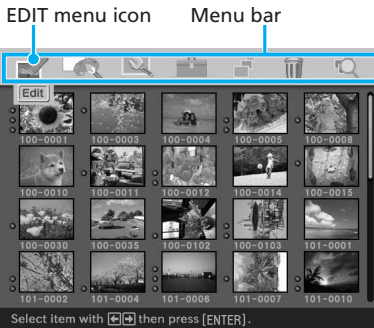 EDIT menu icon Menu bar
Edit
100-0001 100-0003 100-0004 100-0005 100-0008
100-0010 100-0011 100-0012 100-0014 100-0015
100-0030 100-0035 100-0102 100-0103 101-0001
101-0002 101-0004 101-0006 101-0007 101-0010
Select item with then press [ENTER].